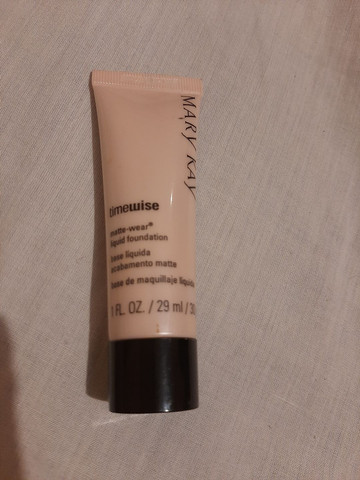 MARY KAY
timewise
matte-wear®
liquid foundation
base líquida
acabamento matte
base de maquillaje líquida
1 FL. OZ. / 29 ml /